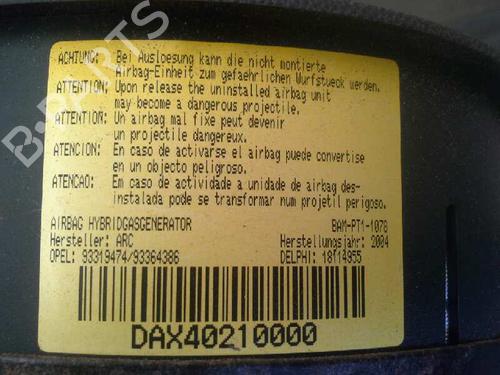 ACHTUNG: Bei Ausloesung kann die nicht montierte
Airbag-Einheit zum gefaehrlichen Wurfstueck werden.
ATTENTION: Upon release the uninstalled airbag unit
may become a dangerous projectile.
ATTENTION: Un airbag mal fixe peut devenir
un projectile dangereux.
ATENCION: En caso de activarse el airbag puede convertise
en un objecto peligroso.
ATENCAO: Em caso de actividade a unidade de airbag des-
instalada pode se transformar num projetil perigoso.
AIRBAG HYBRIDGASGENERATOR BAM-PT1-1078
Hersteller: ARC Herstellungsjahr: 2004
OPEL: 93319474/93364386 DELPHI: 18f14955
DAX40210000
B-PARTS